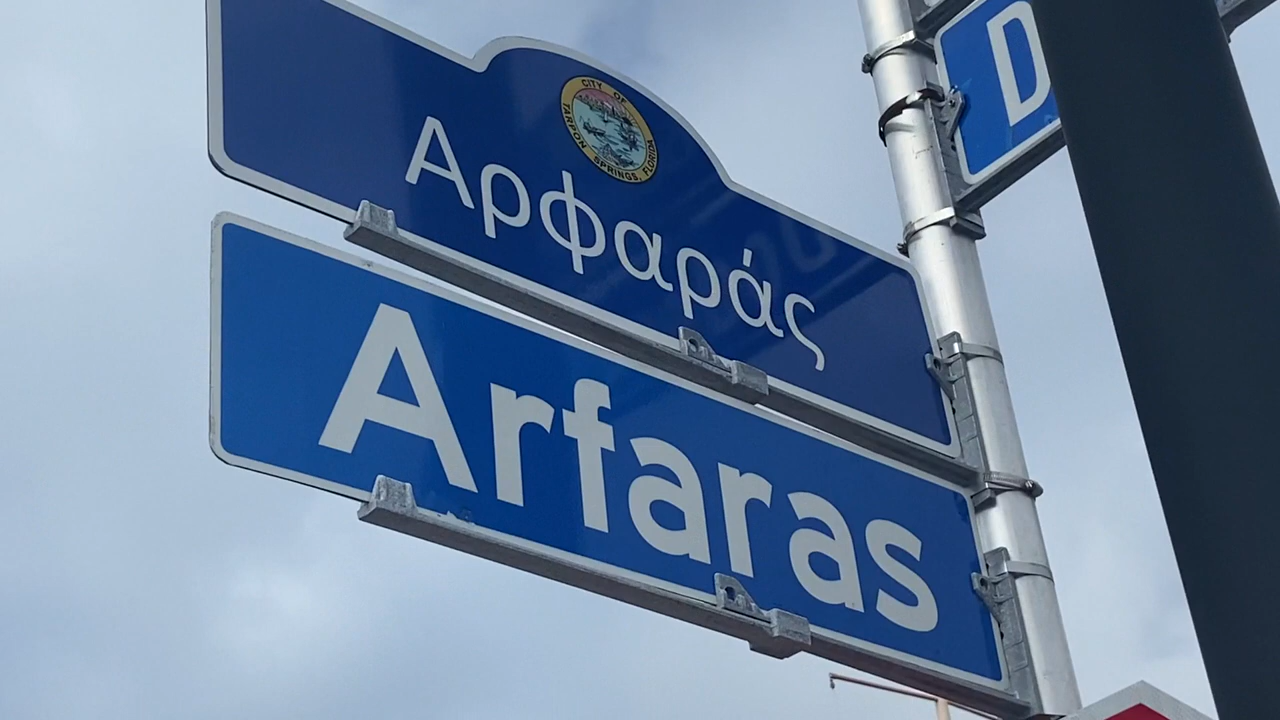 CITY OF
TARPON SPRINGS, FLORIDA
Αρφαράς
Arfaras
D